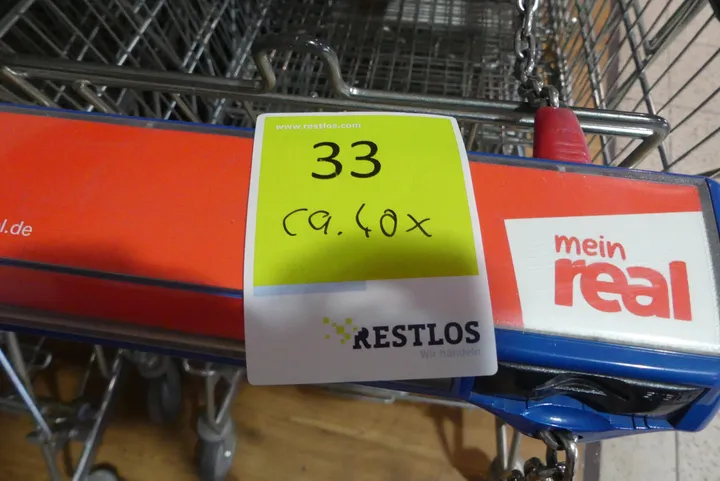 www.restlos.com
33
ca. 40x
RESTLOS
Wir handeln
l.de
mein
real